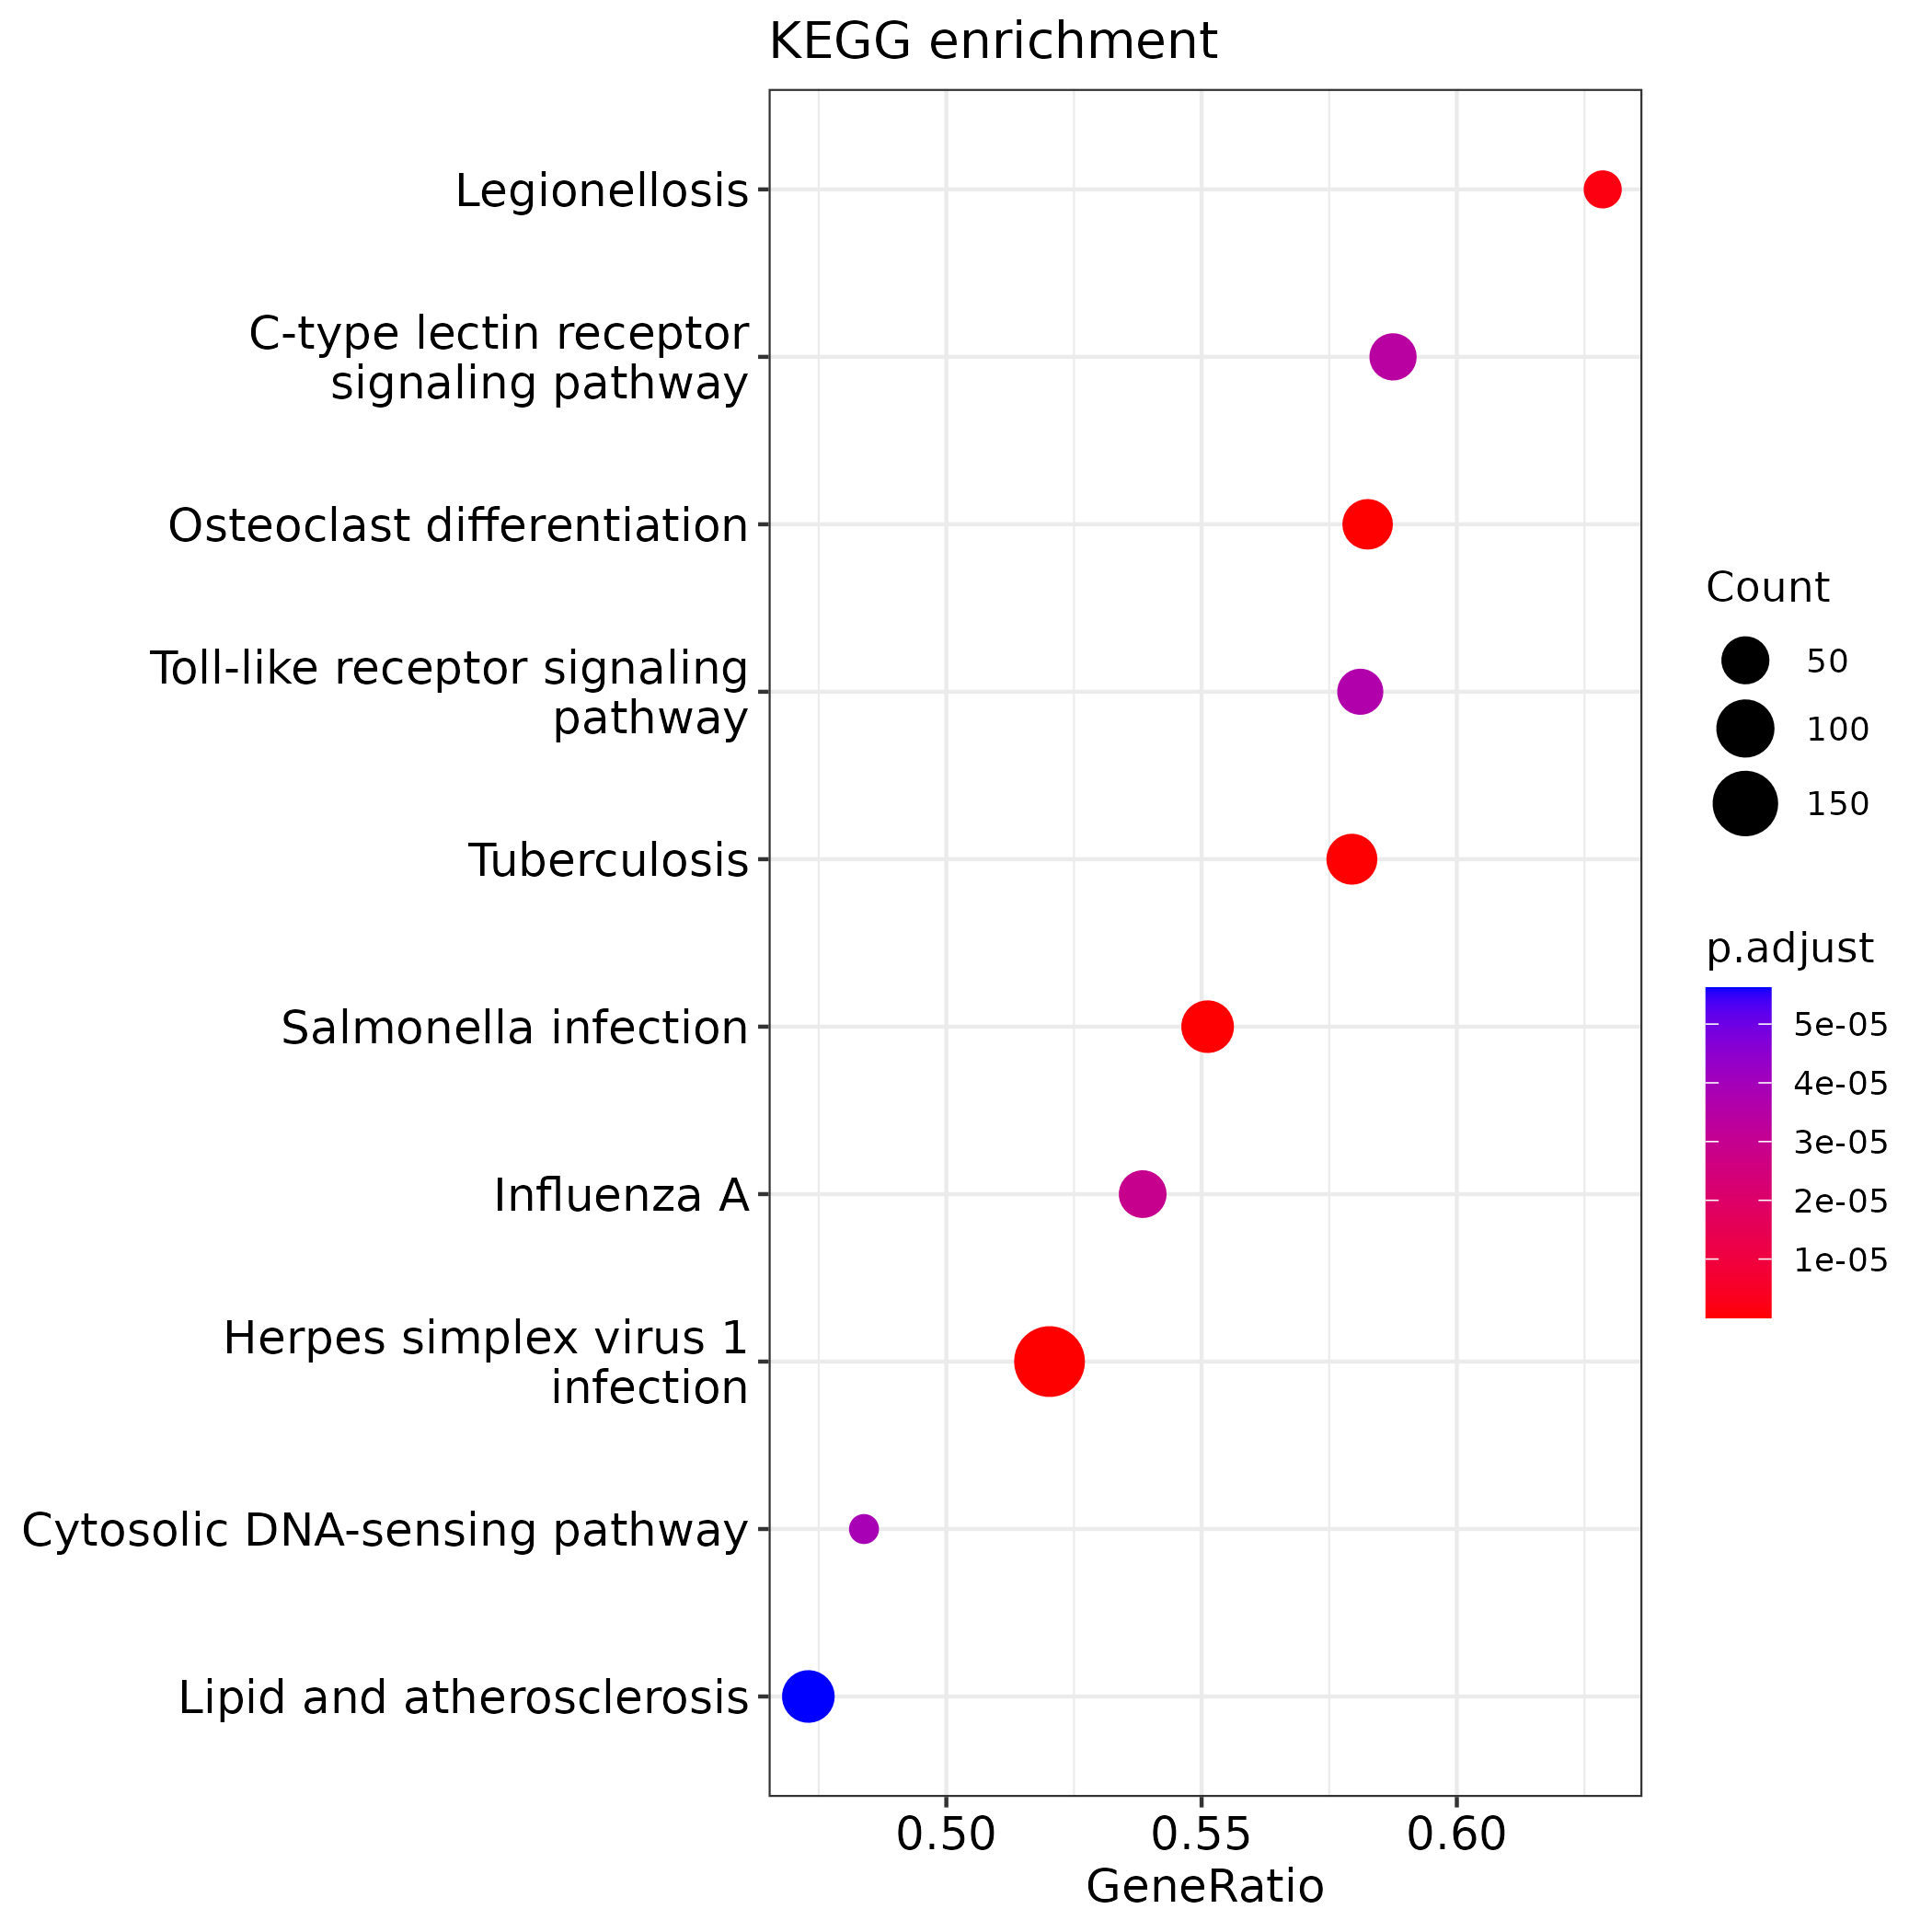 KEGG enrichment
Legionellosis
C-type lectin receptor
signaling pathway
Osteoclast differentiation
Toll-like receptor signaling
pathway
Tuberculosis
Salmonella infection
Influenza A
Herpes simplex virus 1
infection
Cytosolic DNA-sensing pathway
Lipid and atherosclerosis
0.50 0.55 0.60
GeneRatio
Count
50
100
150
p.adjust
5e-05
4e-05
3e-05
2e-05
1e-05